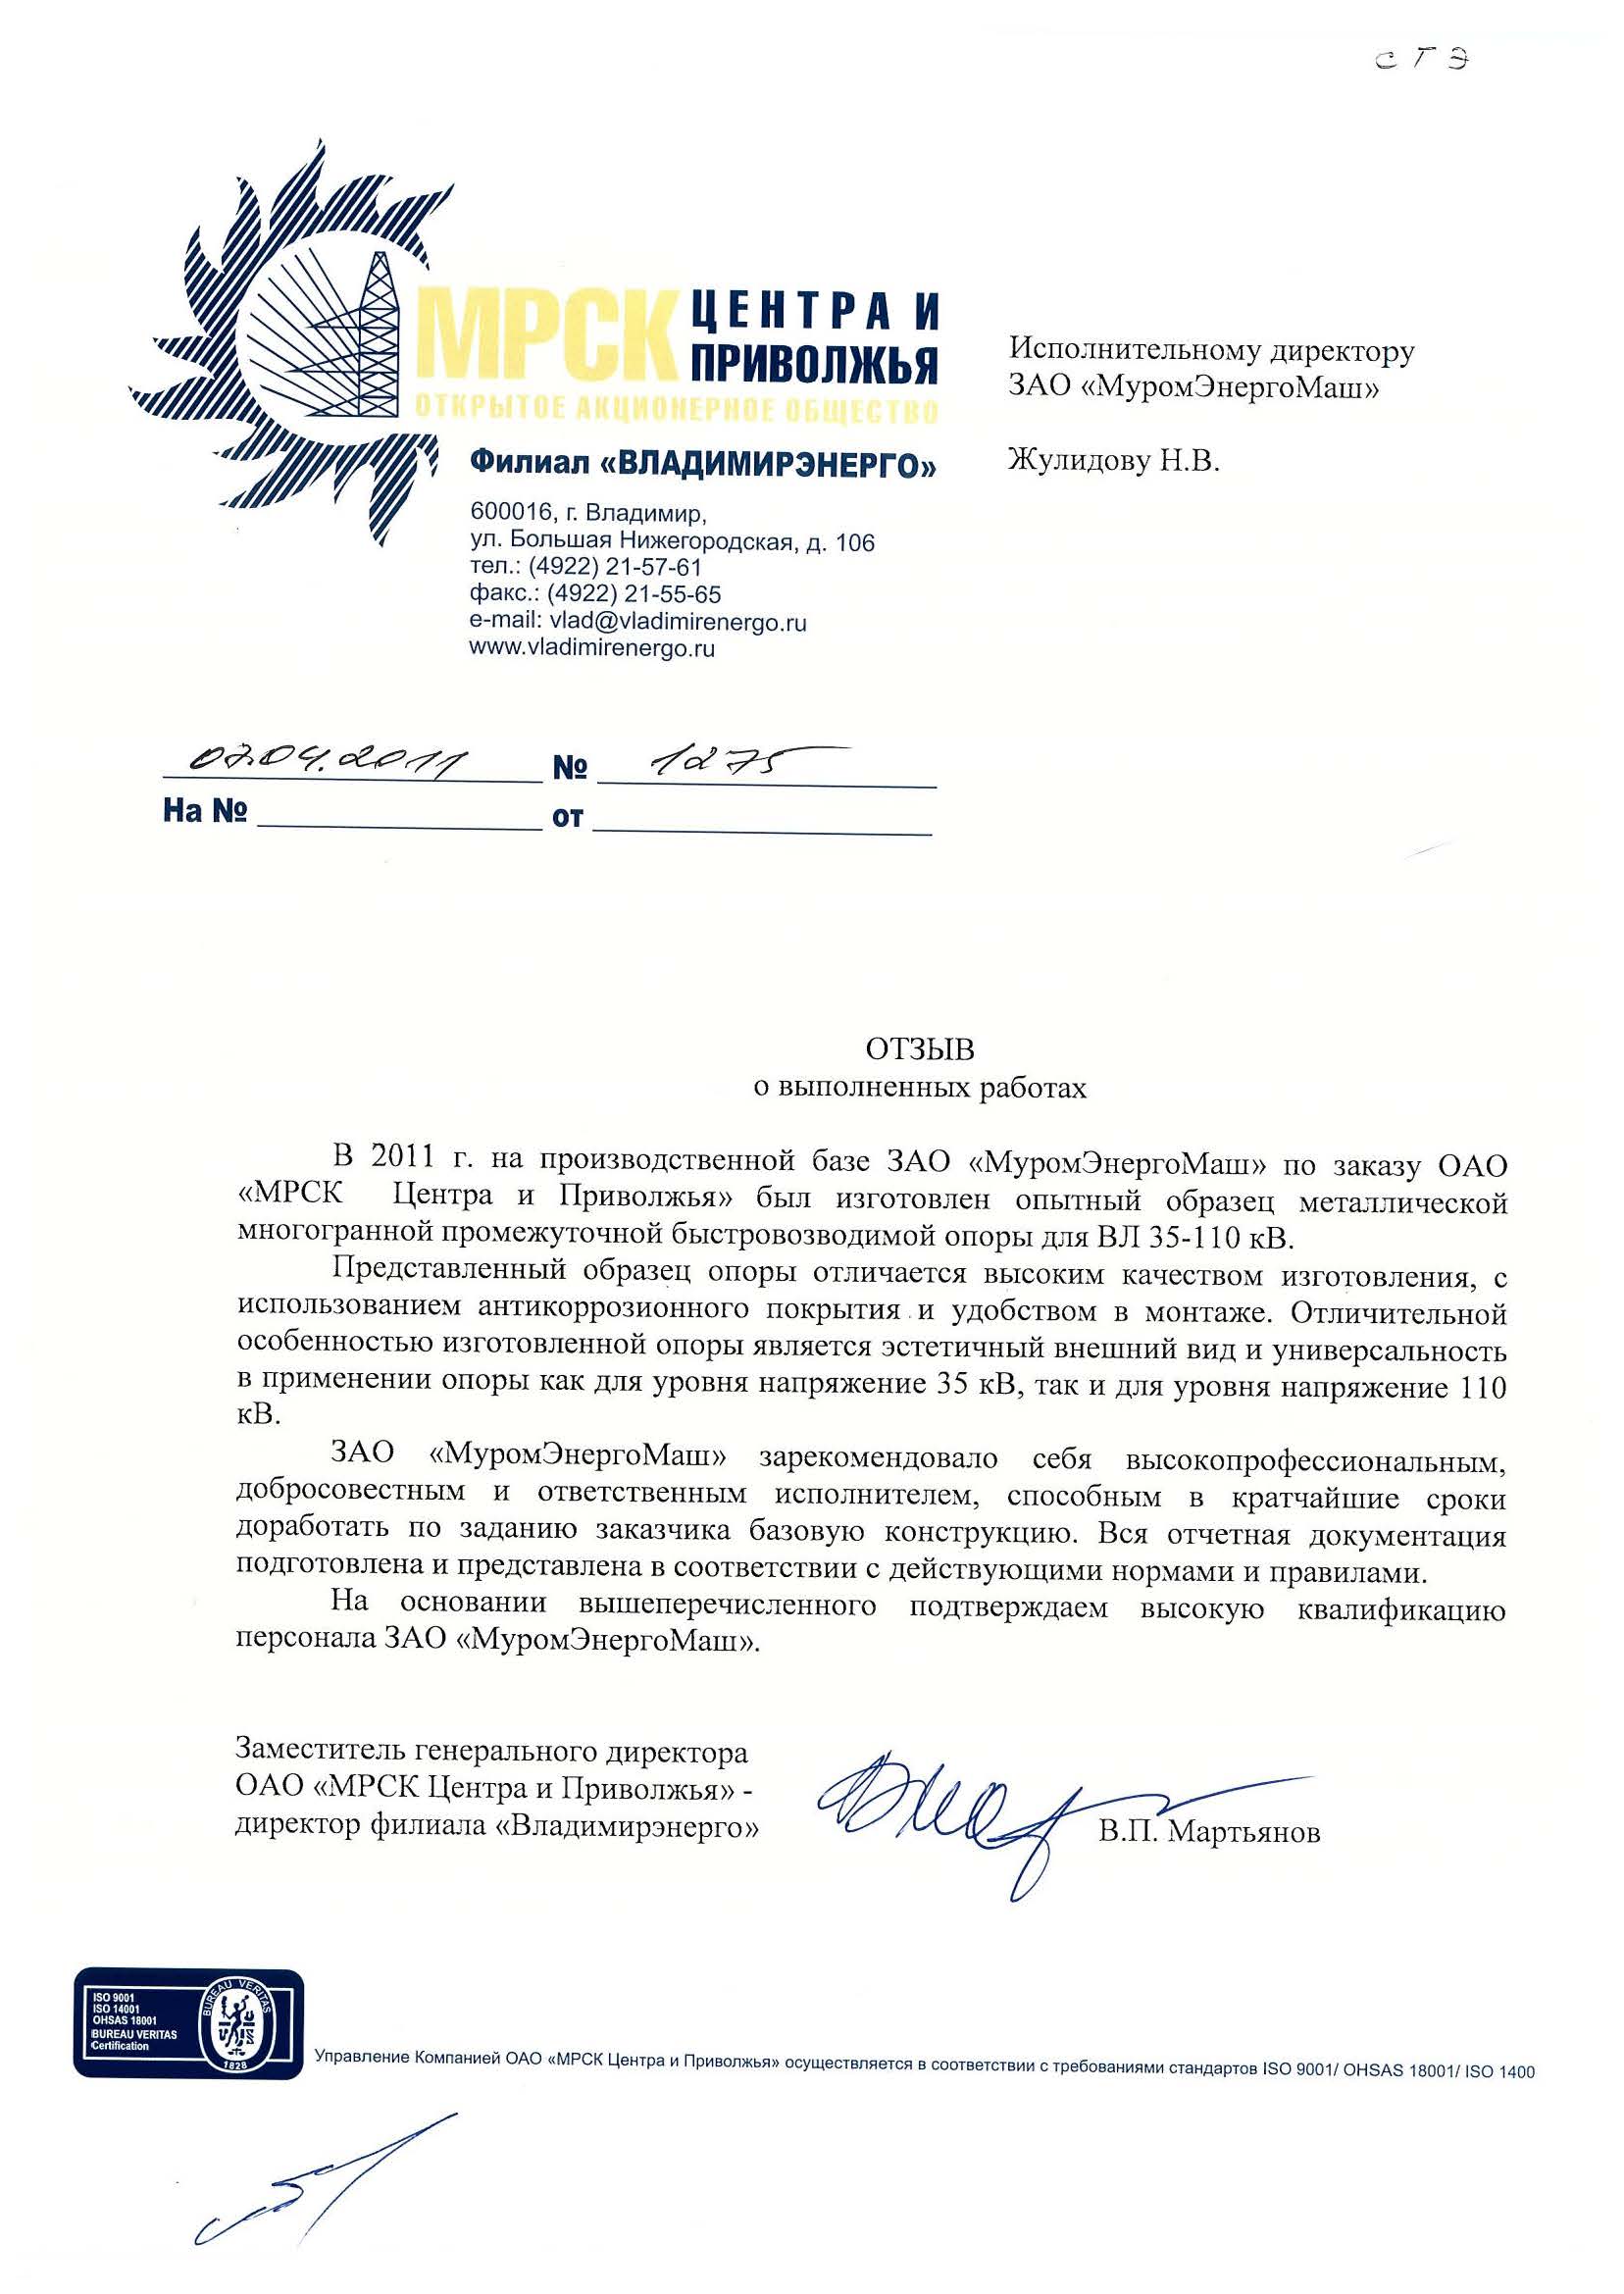 СТЭ
МРСК ЦЕНТРА И
ПРИВОЛЖЬЯ
ОТКРЫТОЕ АКЦИОНЕРНОЕ ОБЩЕСТВО
Филиал «ВЛАДИМИРЭНЕРГО»
600016, г. Владимир,
ул. Большая Нижегородская, д. 106
тел.: (4922) 21-57-61
факс.: (4922) 21-55-65
e-mail: vlad@vladimirenergo.ru
www.vladimirenergo.ru
Исполнительному директору
ЗАО «МуромЭнергоМаш»
Жулидову Н.В.
07.04.2011 № 1275
На № от
ОТЗЫВ
о выполненных работах
В 2011 г. на производственной базе ЗАО «МуромЭнергоМаш» по заказу ОАО
«МРСК Центра и Приволжья» был изготовлен опытный образец металлической
многогранной промежуточной быстровозводимой опоры для ВЛ 35-110 кВ.
Представленный образец опоры отличается высоким качеством изготовления, с
использованием антикоррозионного покрытия и удобством в монтаже. Отличительной
особенностью изготовленной опоры является эстетичный внешний вид и универсальность
в применении опоры как для уровня напряжение 35 кВ, так и для уровня напряжение 110
кВ.
ЗАО «МуромЭнергоМаш» зарекомендовало себя высокопрофессиональным,
добросовестным и ответственным исполнителем, способным в кратчайшие сроки
доработать по заданию заказчика базовую конструкцию. Вся отчетная документация
подготовлена и представлена в соответствии с действующими нормами и правилами.
На основании вышеперечисленного подтверждаем высокую квалификацию
персонала ЗАО «МуромЭнергоМаш».
Заместитель генерального директора
ОАО «МРСК Центра и Приволжья» -
директор филиала «Владимирэнерго»
В.П. Мартьянов
ISO 9001
ISO 14001
OHSAS 18001
BUREAU VERITAS
Certification
BUREAU VERITAS
1828
Управление Компанией ОАО «МРСК Центра и Приволжья» осуществляется в соответствии с требованиями стандартов ISO 9001/ OHSAS 18001/ ISO 1400